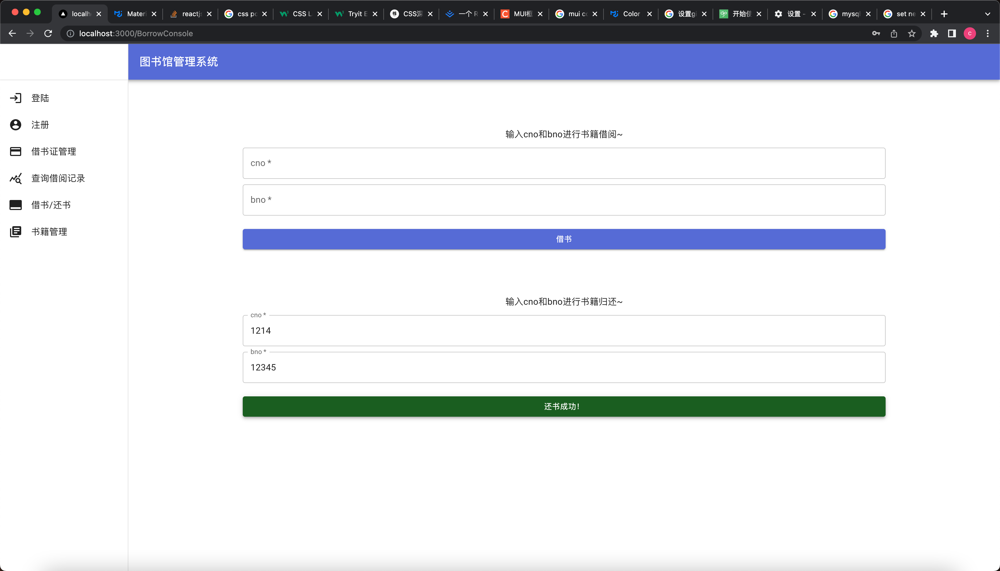 localh
Materi
reactjs
css po
CSS L
Tryit E
CSS深
一个 R
MUI框
mui co
Color
设置gi
开始使
设置 -
mysql
set ne
localhost:3000/BorrowConsole
c
图书馆管理系统
登陆
注册
借书证管理
查询借阅记录
借书/还书
书籍管理
输入cno和bno进行书籍借阅~
cno *
bno *
借书
输入cno和bno进行书籍归还~
cno *
1214
bno *
12345
还书成功!